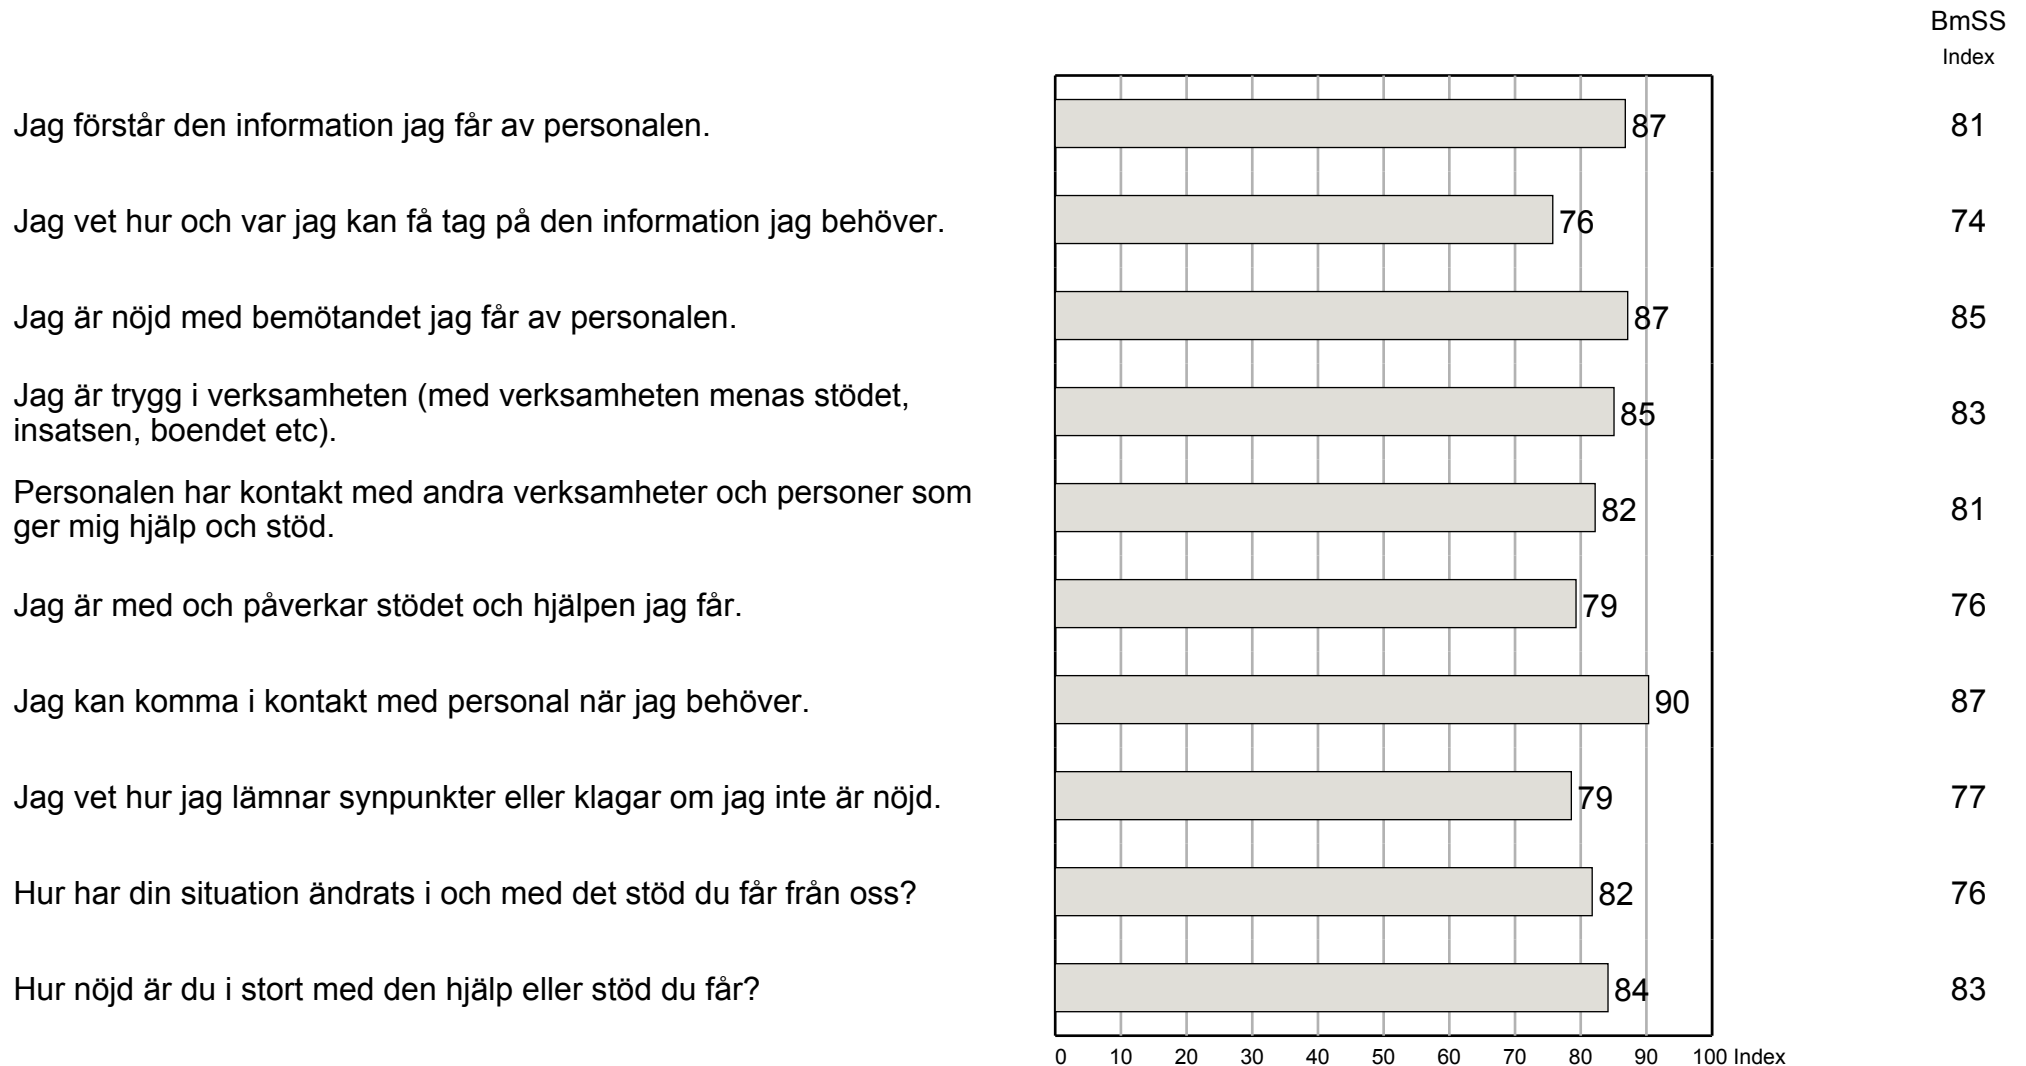 BmSS
Index
Jag förstår den information jag får av personalen. 87 81
Jag vet hur och var jag kan få tag på den information jag behöver. 76 74
Jag är nöjd med bemötandet jag får av personalen. 87 85
Jag är trygg i verksamheten (med verksamheten menas stödet,
insatsen, boendet etc). 85 83
Personalen har kontakt med andra verksamheter och personer som
ger mig hjälp och stöd. 82 81
Jag är med och påverkar stödet och hjälpen jag får. 79 76
Jag kan komma i kontakt med personal när jag behöver. 90 87
Jag vet hur jag lämnar synpunkter eller klagar om jag inte är nöjd. 79 77
Hur har din situation ändrats i och med det stöd du får från oss? 82 76
Hur nöjd är du i stort med den hjälp eller stöd du får? 84 83
0 10 20 30 40 50 60 70 80 90 100 Index